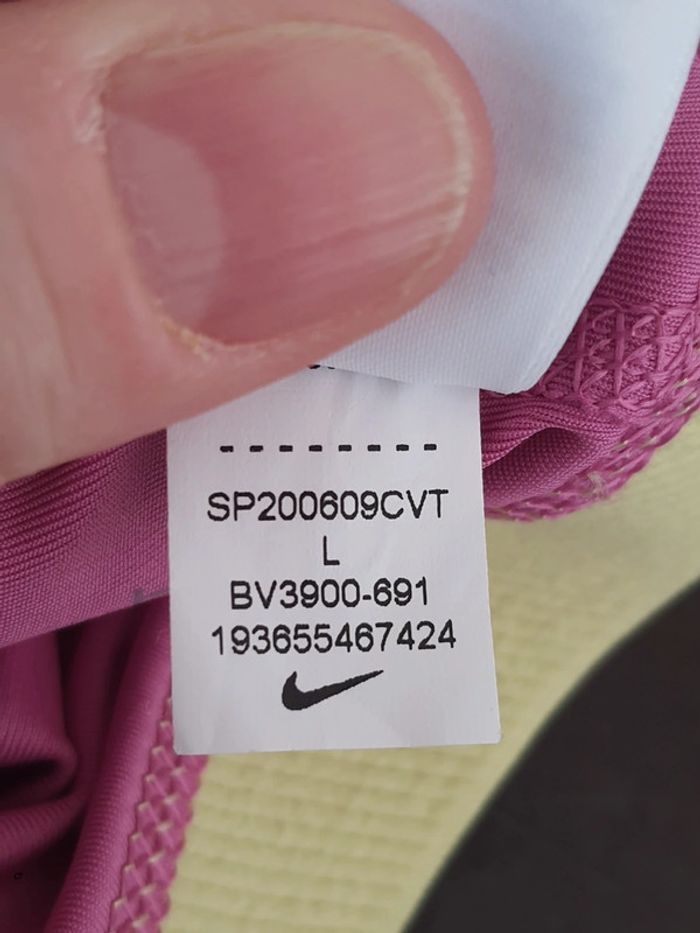 - - - - - - - -
SP200609CVT
L
BV3900-691
193655467424